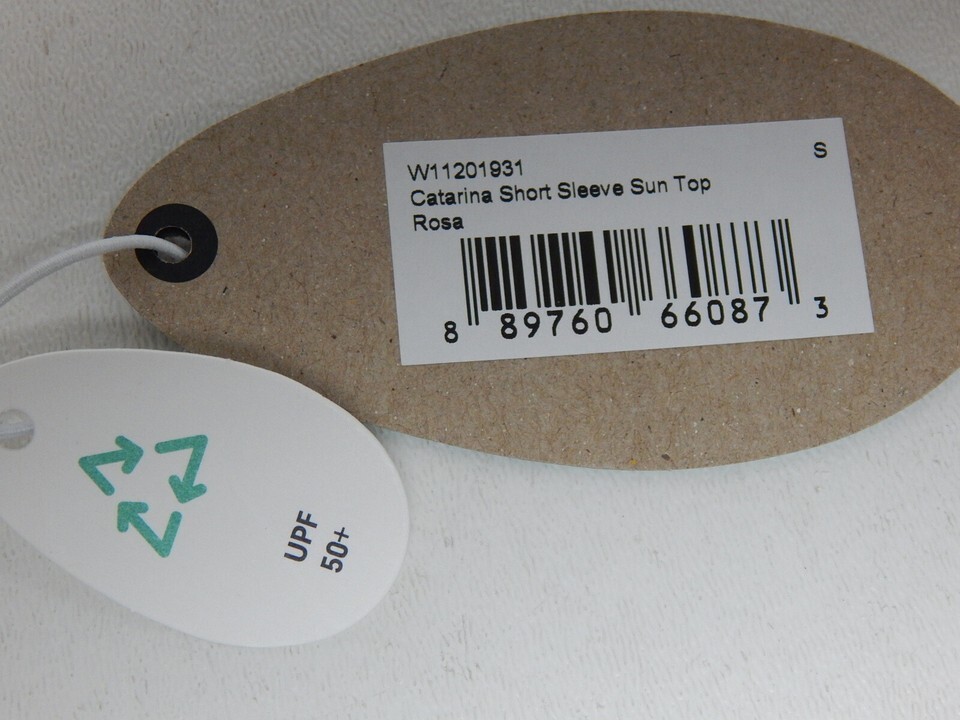 W11201931
S
Catarina Short Sleeve Sun Top
Rosa
8 89760 66087 3
UPF
50+